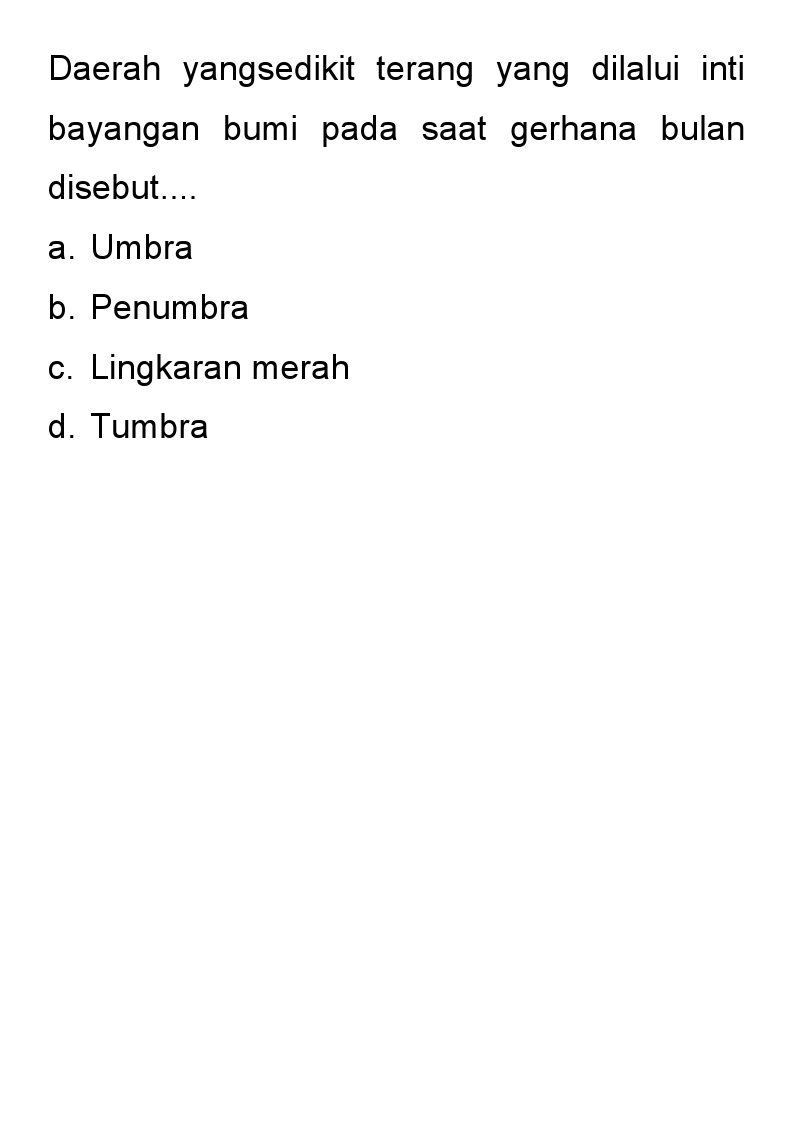 Daerah yangsedikit terang yang dilalui inti
bayangan bumi pada saat gerhana bulan
disebut....
a. Umbra
b. Penumbra
c. Lingkaran merah
d. Tumbra